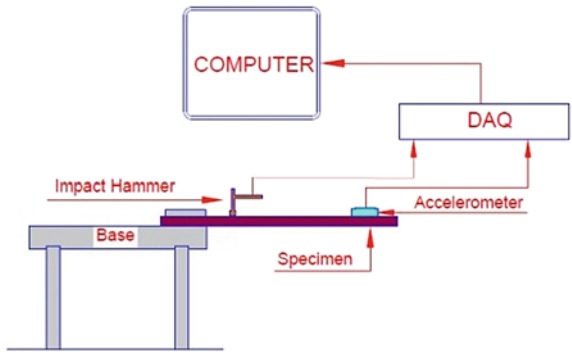 COMPUTER
DAQ
Impact Hammer
Accelerometer
Base
Specimen